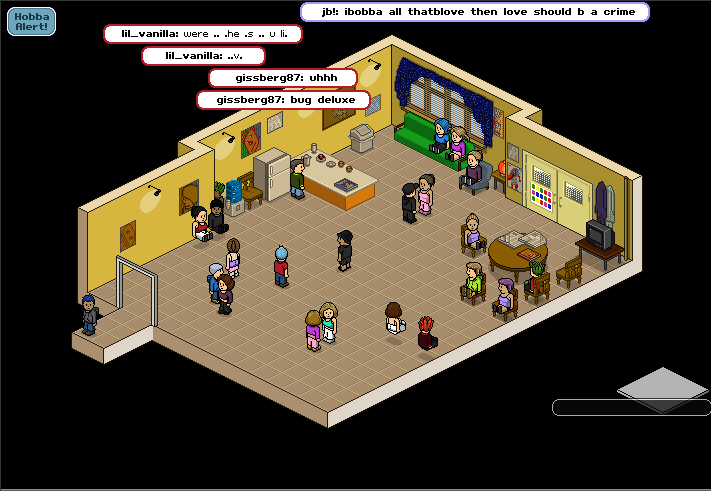 Hobba
Alert!
jb!: ibobba all thatblove then love should b a crime
lil_vanilla: were .. .he .s .. u li.
lil_vanilla: ..v.
gissberg87: uhhh
gissberg87: bug deluxe